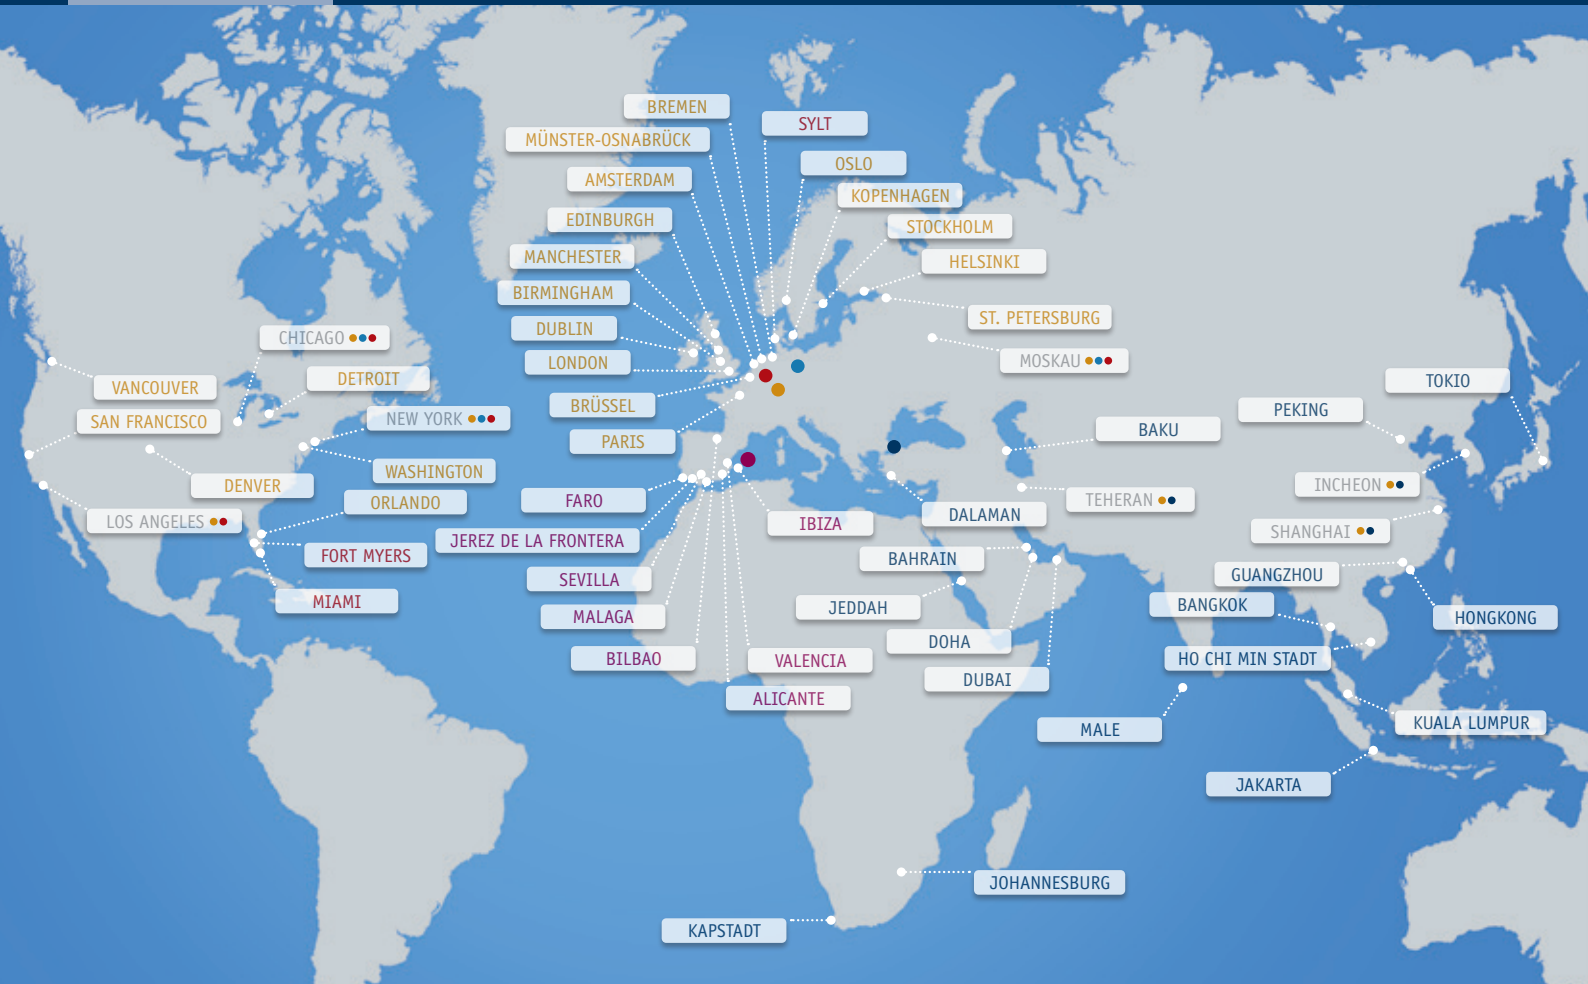 BREMEN
SYLT
MÜNSTER-OSNABRÜCK
OSLO
AMSTERDAM
KOPENHAGEN
EDINBURGH
STOCKHOLM
MANCHESTER
HELSINKI
BIRMINGHAM
ST. PETERSBURG
DUBLIN
CHICAGO
LONDON
MOSKAU
DETROIT
TOKIO
VANCOUVER
BRÜSSEL
PEKING
SAN FRANCISCO
NEW YORK
BAKU
PARIS
WASHINGTON
DENVER
INCHEON
ORLANDO
FARO
TEHERAN
LOS ANGELES
IBIZA
DALAMAN
SHANGHAI
JEREZ DE LA FRONTERA
FORT MYERS
BAHRAIN
GUANGZHOU
SEVILLA
MIAMI
JEDDAH
BANGKOK
MALAGA
HONGKONG
DOHA
BILBAO
VALENCIA
HO CHI MIN STADT
DUBAI
ALICANTE
KUALA LUMPUR
MALE
JAKARTA
JOHANNESBURG
KAPSTADT